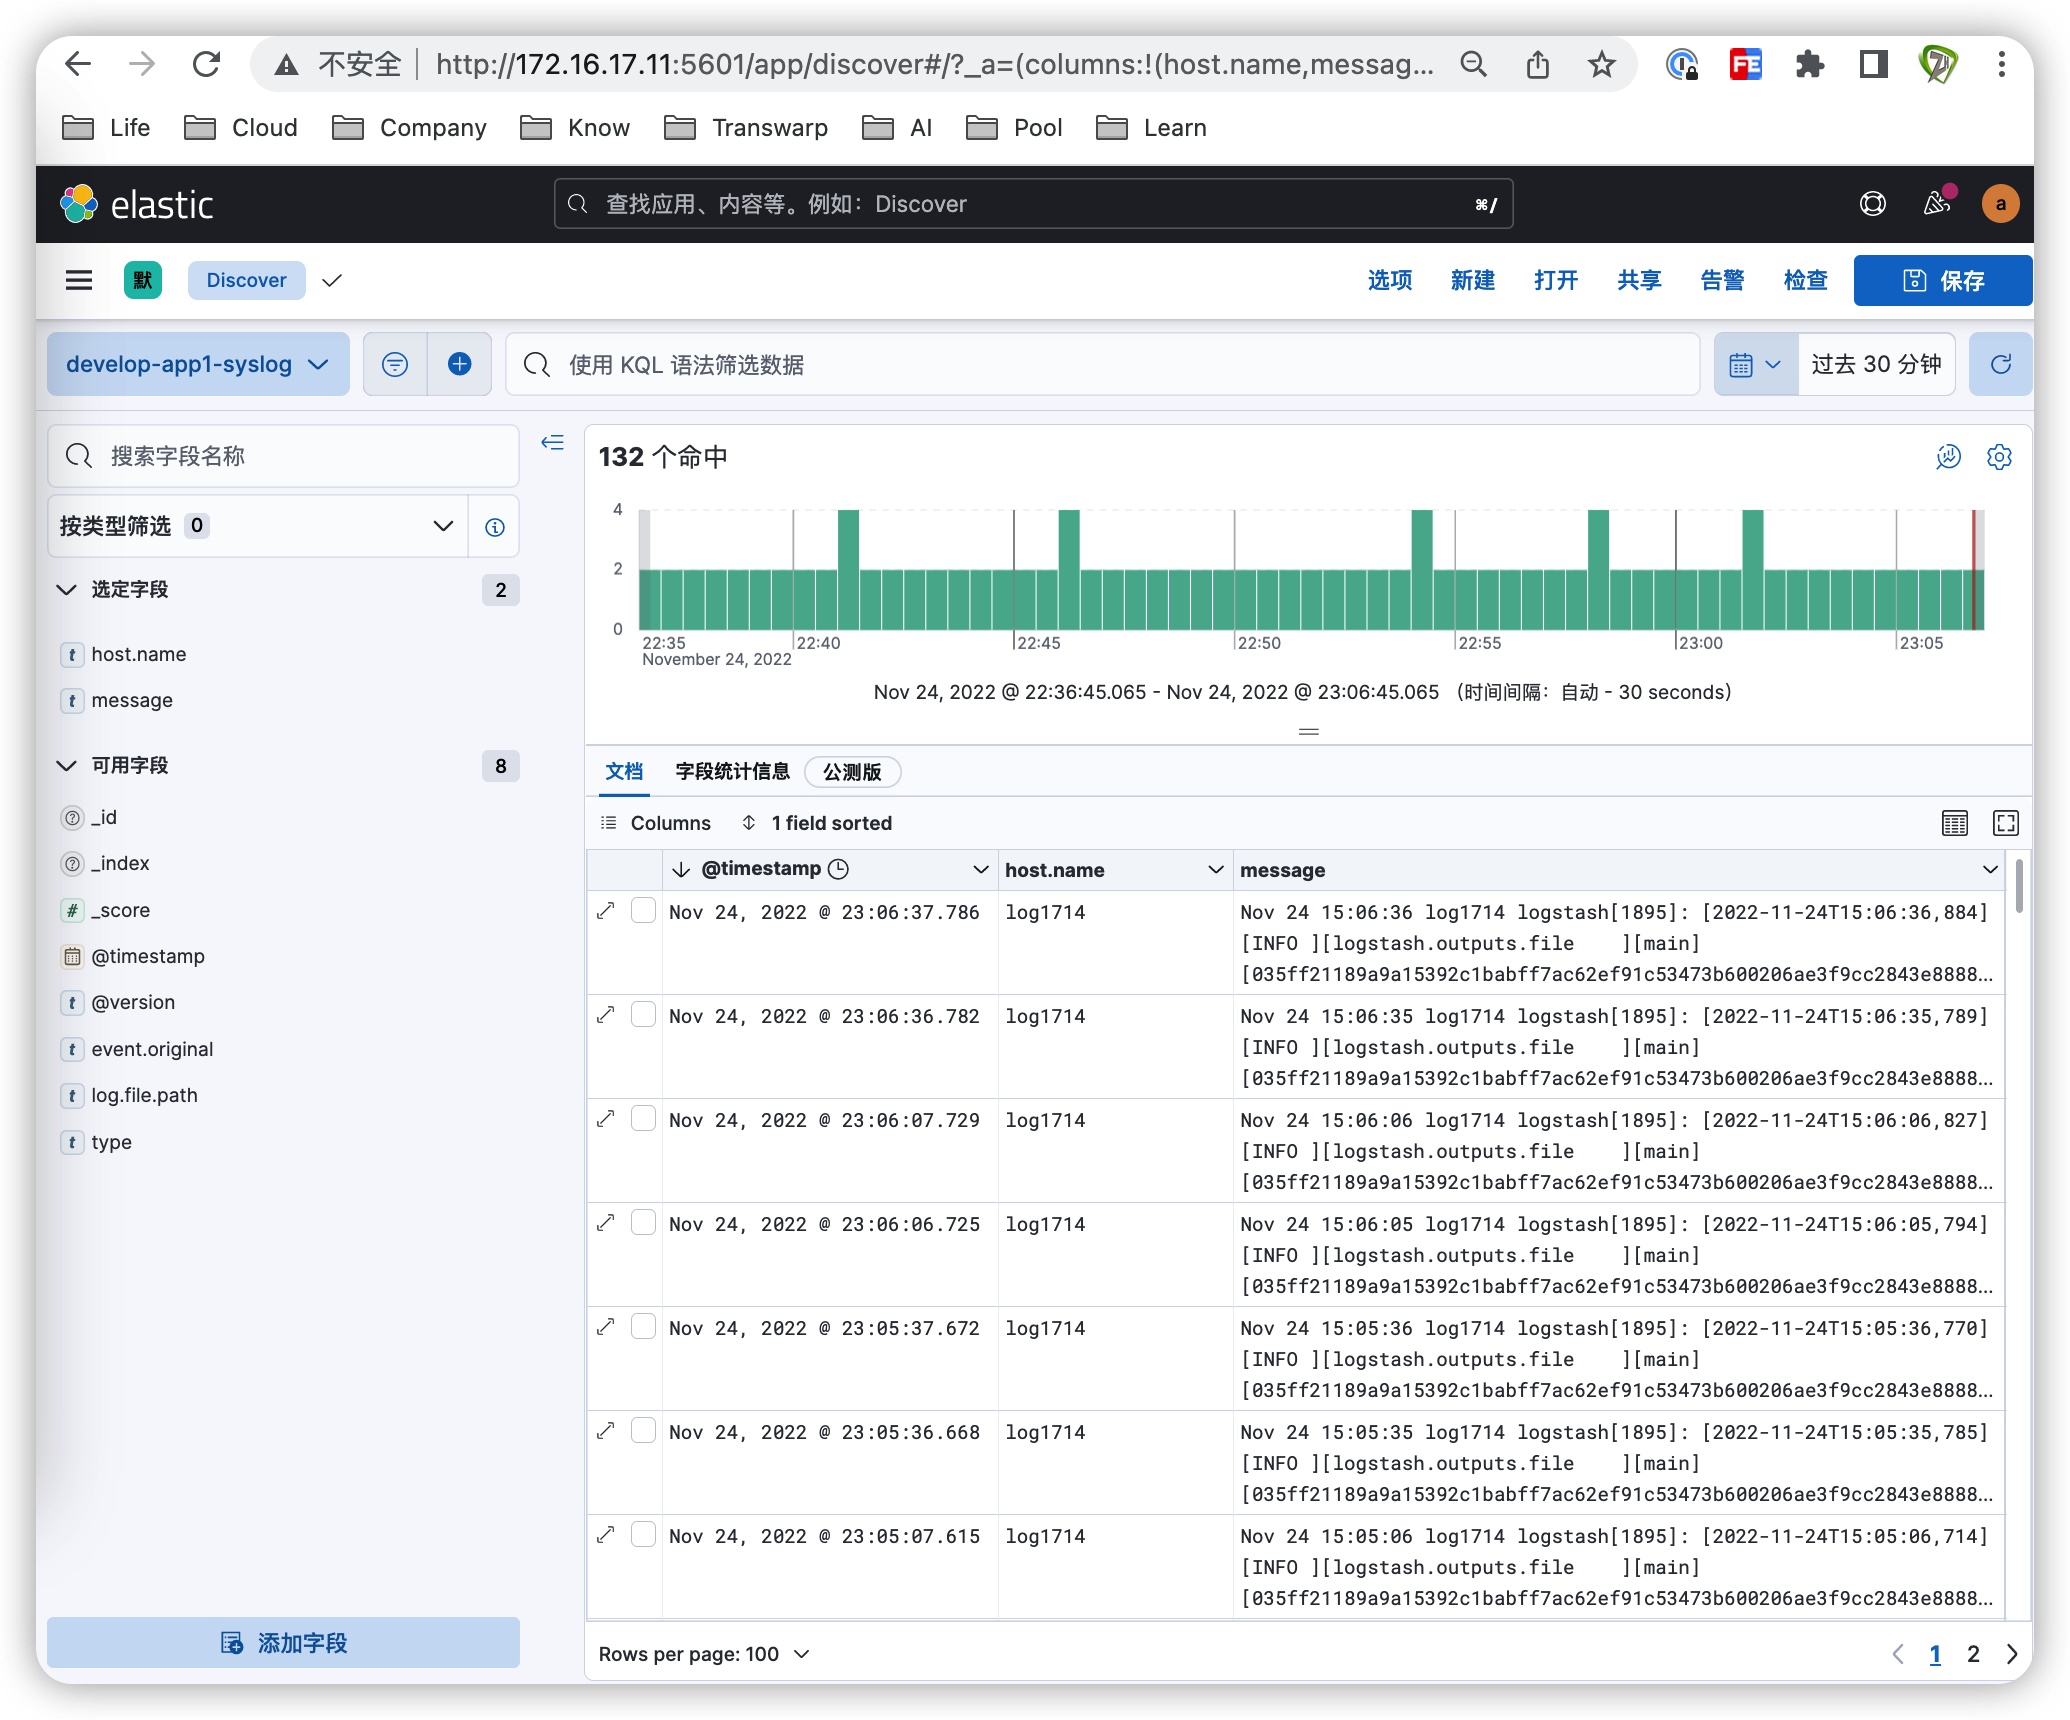 不安全 http://172.16.17.11:5601/app/discover#/?_a=(columns:!(host.name,messag...
Life Cloud Company Know Transwarp AI Pool Learn
elastic 查找应用、内容等。例如：Discover ⌘/ a
默 Discover 选项 新建 打开 共享 告警 检查 保存
develop-app1-syslog 使用 KQL 语法筛选数据 过去 30 分钟
搜索字段名称
按类型筛选 0
选定字段 2
host.name
message
可用字段 8
_id
_index
_score
@timestamp
@version
event.original
log.file.path
type
添加字段
132 个命中
4
2
0
22:35 22:40 22:45 22:50 22:55 23:00 23:05
November 24, 2022
Nov 24, 2022 @ 22:36:45.065 - Nov 24, 2022 @ 23:06:45.065 （时间间隔：自动 - 30 seconds）
文档 字段统计信息 公测版
Columns 1 field sorted
@timestamp host.name message
Nov 24, 2022 @ 23:06:37.786 log1714 Nov 24 15:06:36 log1714 logstash[1895]: [2022-11-24T15:06:36,884]
[INFO ][logstash.outputs.file    ][main]
[035ff21189a9a15392c1babff7ac62ef91c53473b600206ae3f9cc2843e8888...
Nov 24, 2022 @ 23:06:36.782 log1714 Nov 24 15:06:35 log1714 logstash[1895]: [2022-11-24T15:06:35,789]
[INFO ][logstash.outputs.file    ][main]
[035ff21189a9a15392c1babff7ac62ef91c53473b600206ae3f9cc2843e8888...
Nov 24, 2022 @ 23:06:07.729 log1714 Nov 24 15:06:06 log1714 logstash[1895]: [2022-11-24T15:06:06,827]
[INFO ][logstash.outputs.file    ][main]
[035ff21189a9a15392c1babff7ac62ef91c53473b600206ae3f9cc2843e8888...
Nov 24, 2022 @ 23:06:06.725 log1714 Nov 24 15:06:05 log1714 logstash[1895]: [2022-11-24T15:06:05,794]
[INFO ][logstash.outputs.file    ][main]
[035ff21189a9a15392c1babff7ac62ef91c53473b600206ae3f9cc2843e8888...
Nov 24, 2022 @ 23:05:37.672 log1714 Nov 24 15:05:36 log1714 logstash[1895]: [2022-11-24T15:05:36,770]
[INFO ][logstash.outputs.file    ][main]
[035ff21189a9a15392c1babff7ac62ef91c53473b600206ae3f9cc2843e8888...
Nov 24, 2022 @ 23:05:36.668 log1714 Nov 24 15:05:35 log1714 logstash[1895]: [2022-11-24T15:05:35,785]
[INFO ][logstash.outputs.file    ][main]
[035ff21189a9a15392c1babff7ac62ef91c53473b600206ae3f9cc2843e8888...
Nov 24, 2022 @ 23:05:07.615 log1714 Nov 24 15:05:06 log1714 logstash[1895]: [2022-11-24T15:05:06,714]
[INFO ][logstash.outputs.file    ][main]
[035ff21189a9a15392c1babff7ac62ef91c53473b600206ae3f9cc2843e8888...
Rows per page: 100 1 2